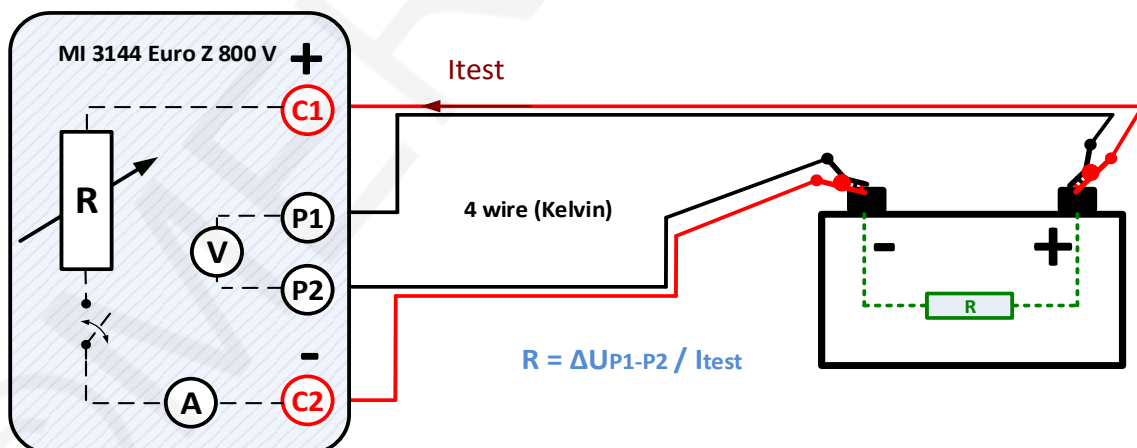 MI 3144 Euro Z 800 V +
Itest
C1
R
P1
4 wire (Kelvin)
V
P2
- +
R
R = ΔUP1-P2 / Itest
-
A
C2